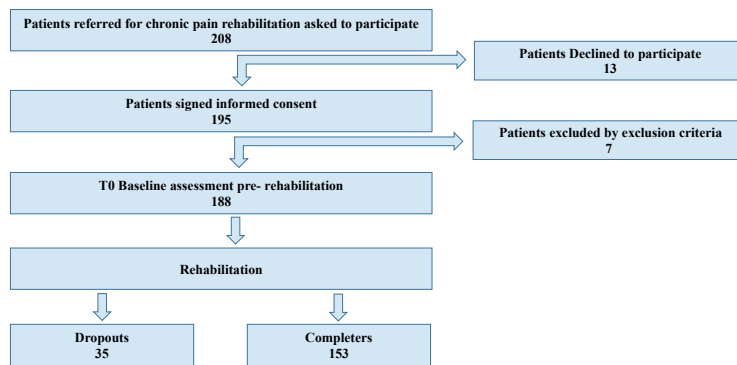 Patients referred for chronic pain rehabilitation asked to participate
208
Patients Declined to participate
13
Patients signed informed consent
195
Patients excluded by exclusion criteria
7
T0 Baseline assessment pre- rehabilitation
188
Rehabilitation
Dropouts
35
Completers
153